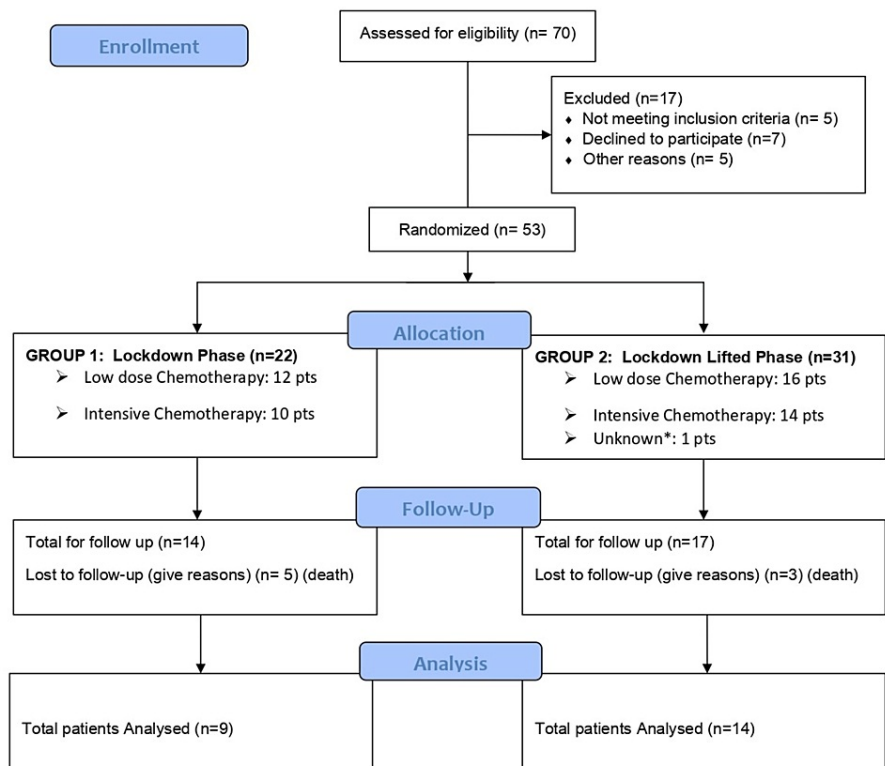 Enrollment
Assessed for eligibility (n= 70)
Excluded (n=17)
♦ Not meeting inclusion criteria (n= 5)
♦ Declined to participate (n=7)
♦ Other reasons (n= 5)
Randomized (n= 53)
Allocation
GROUP 1: Lockdown Phase (n=22)
➢ Low dose Chemotherapy: 12 pts
➢ Intensive Chemotherapy: 10 pts
GROUP 2: Lockdown Lifted Phase (n=31)
➢ Low dose Chemotherapy: 16 pts
➢ Intensive Chemotherapy: 14 pts
➢ Unknown*: 1 pts
Follow-Up
Total for follow up (n=14)
Lost to follow-up (give reasons) (n= 5) (death)
Total for follow up (n=17)
Lost to follow-up (give reasons) (n=3) (death)
Analysis
Total patients Analysed (n=9)
Total patients Analysed (n=14)